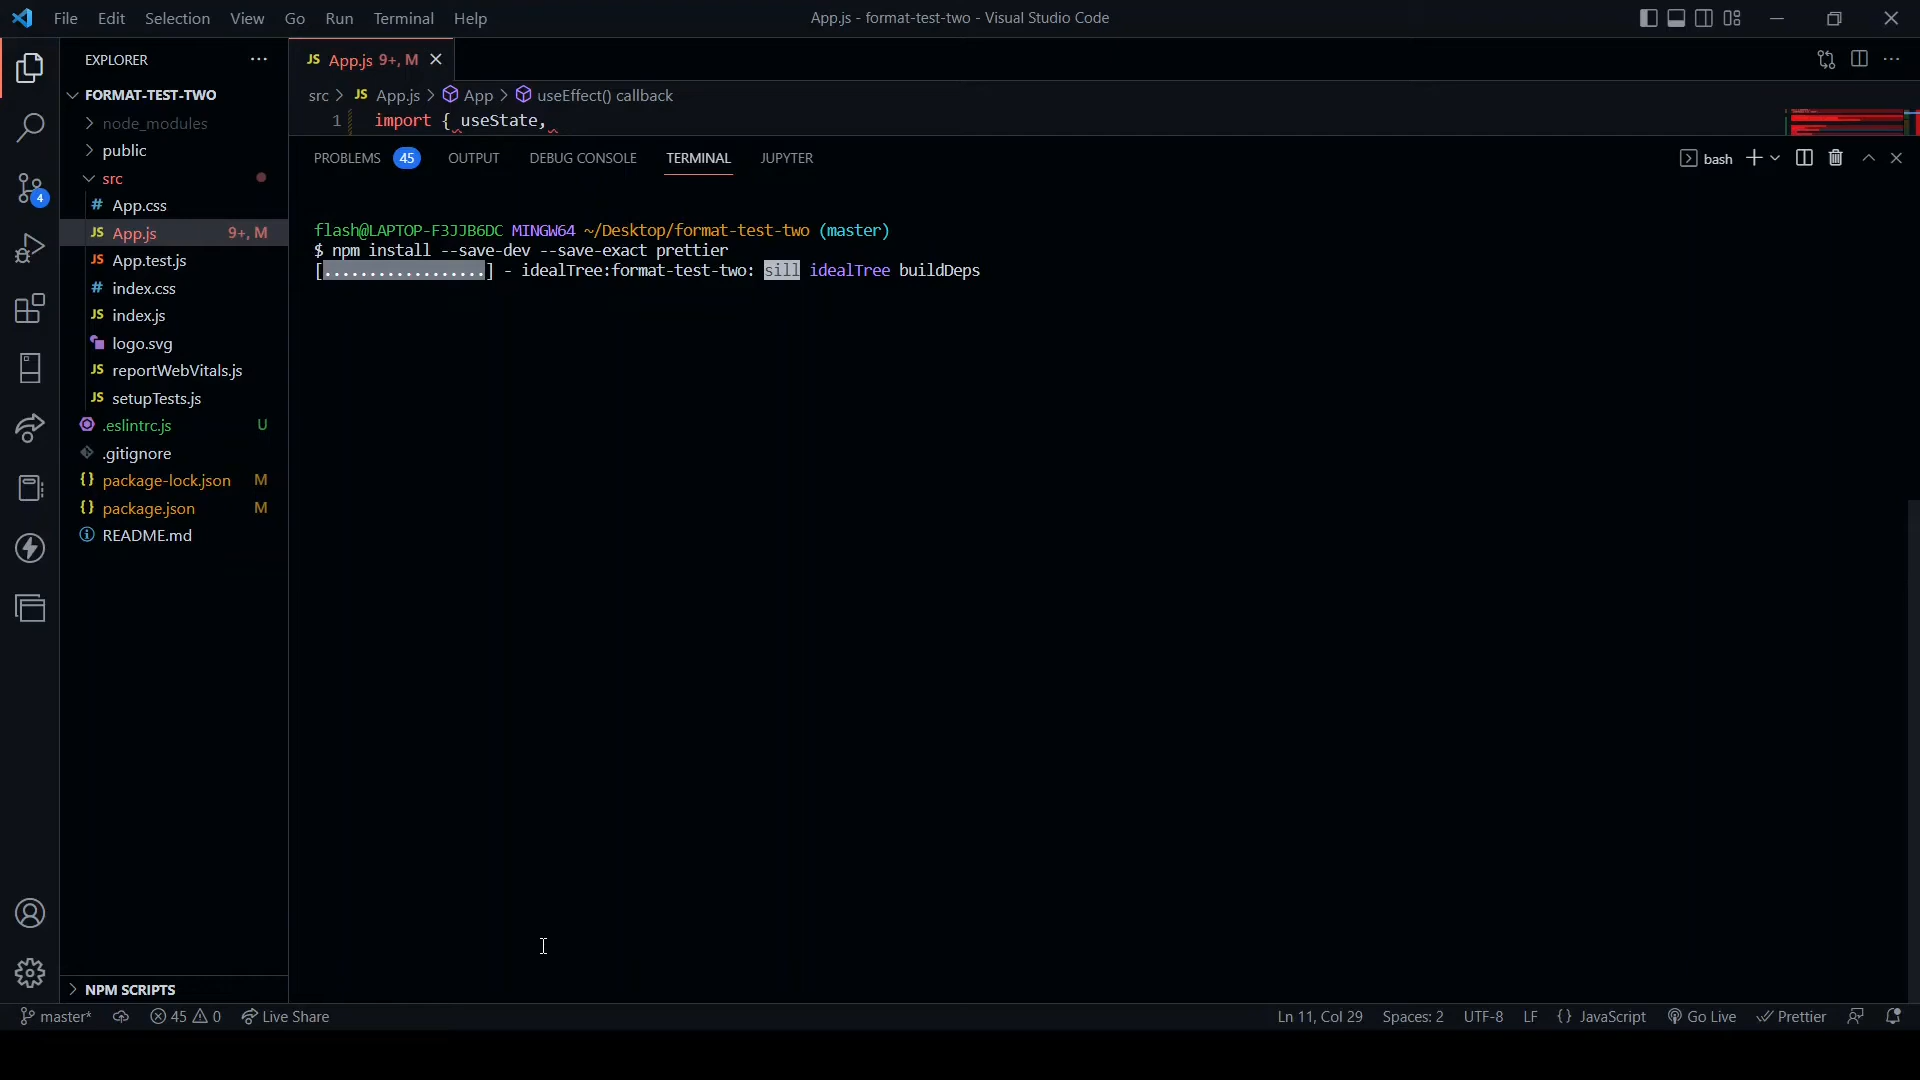 File Edit Selection View Go Run Terminal Help
App.js - format-test-two - Visual Studio Code
EXPLORER
FORMAT-TEST-TWO
node_modules
public
src
# App.css
JS App.js 9+, M
JS App.test.js
# index.css
JS index.js
logo.svg
JS reportWebVitals.js
JS setupTests.js
.eslintrc.js U
.gitignore
{} package-lock.json M
{} package.json M
README.md
NPM SCRIPTS
4
JS App.js 9+, M
src > JS App.js > App > useEffect() callback
1 import { useState,
PROBLEMS 45 OUTPUT DEBUG CONSOLE TERMINAL JUPYTER
bash
flash@LAPTOP-F3JJB6DC MINGW64 ~/Desktop/format-test-two (master)
$ npm install --save-dev --save-exact prettier
[..................] - idealTree:format-test-two: sill idealTree buildDeps
master* 45 0 Live Share
Ln 11, Col 29 Spaces: 2 UTF-8 LF {} JavaScript Go Live Prettier